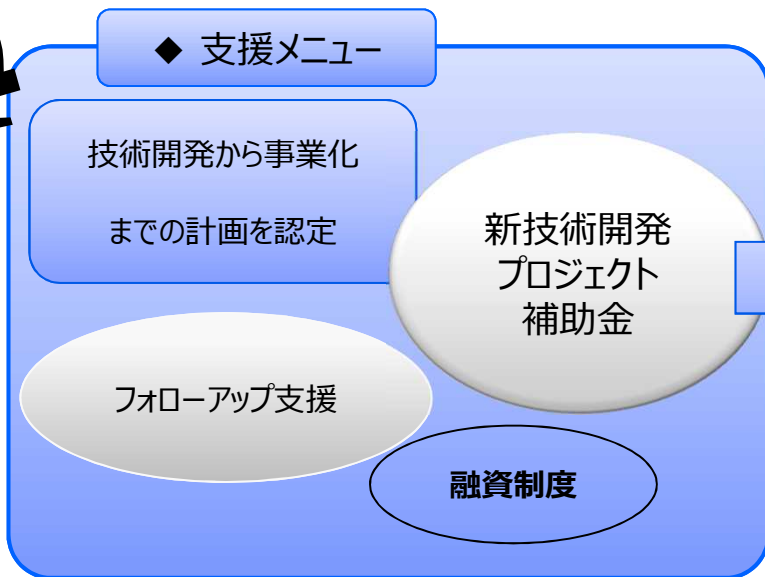 ◆ 支援メニュー
技術開発から事業化
までの計画を認定
新技術開発
プロジェクト
補助金
フォローアップ支援
融資制度